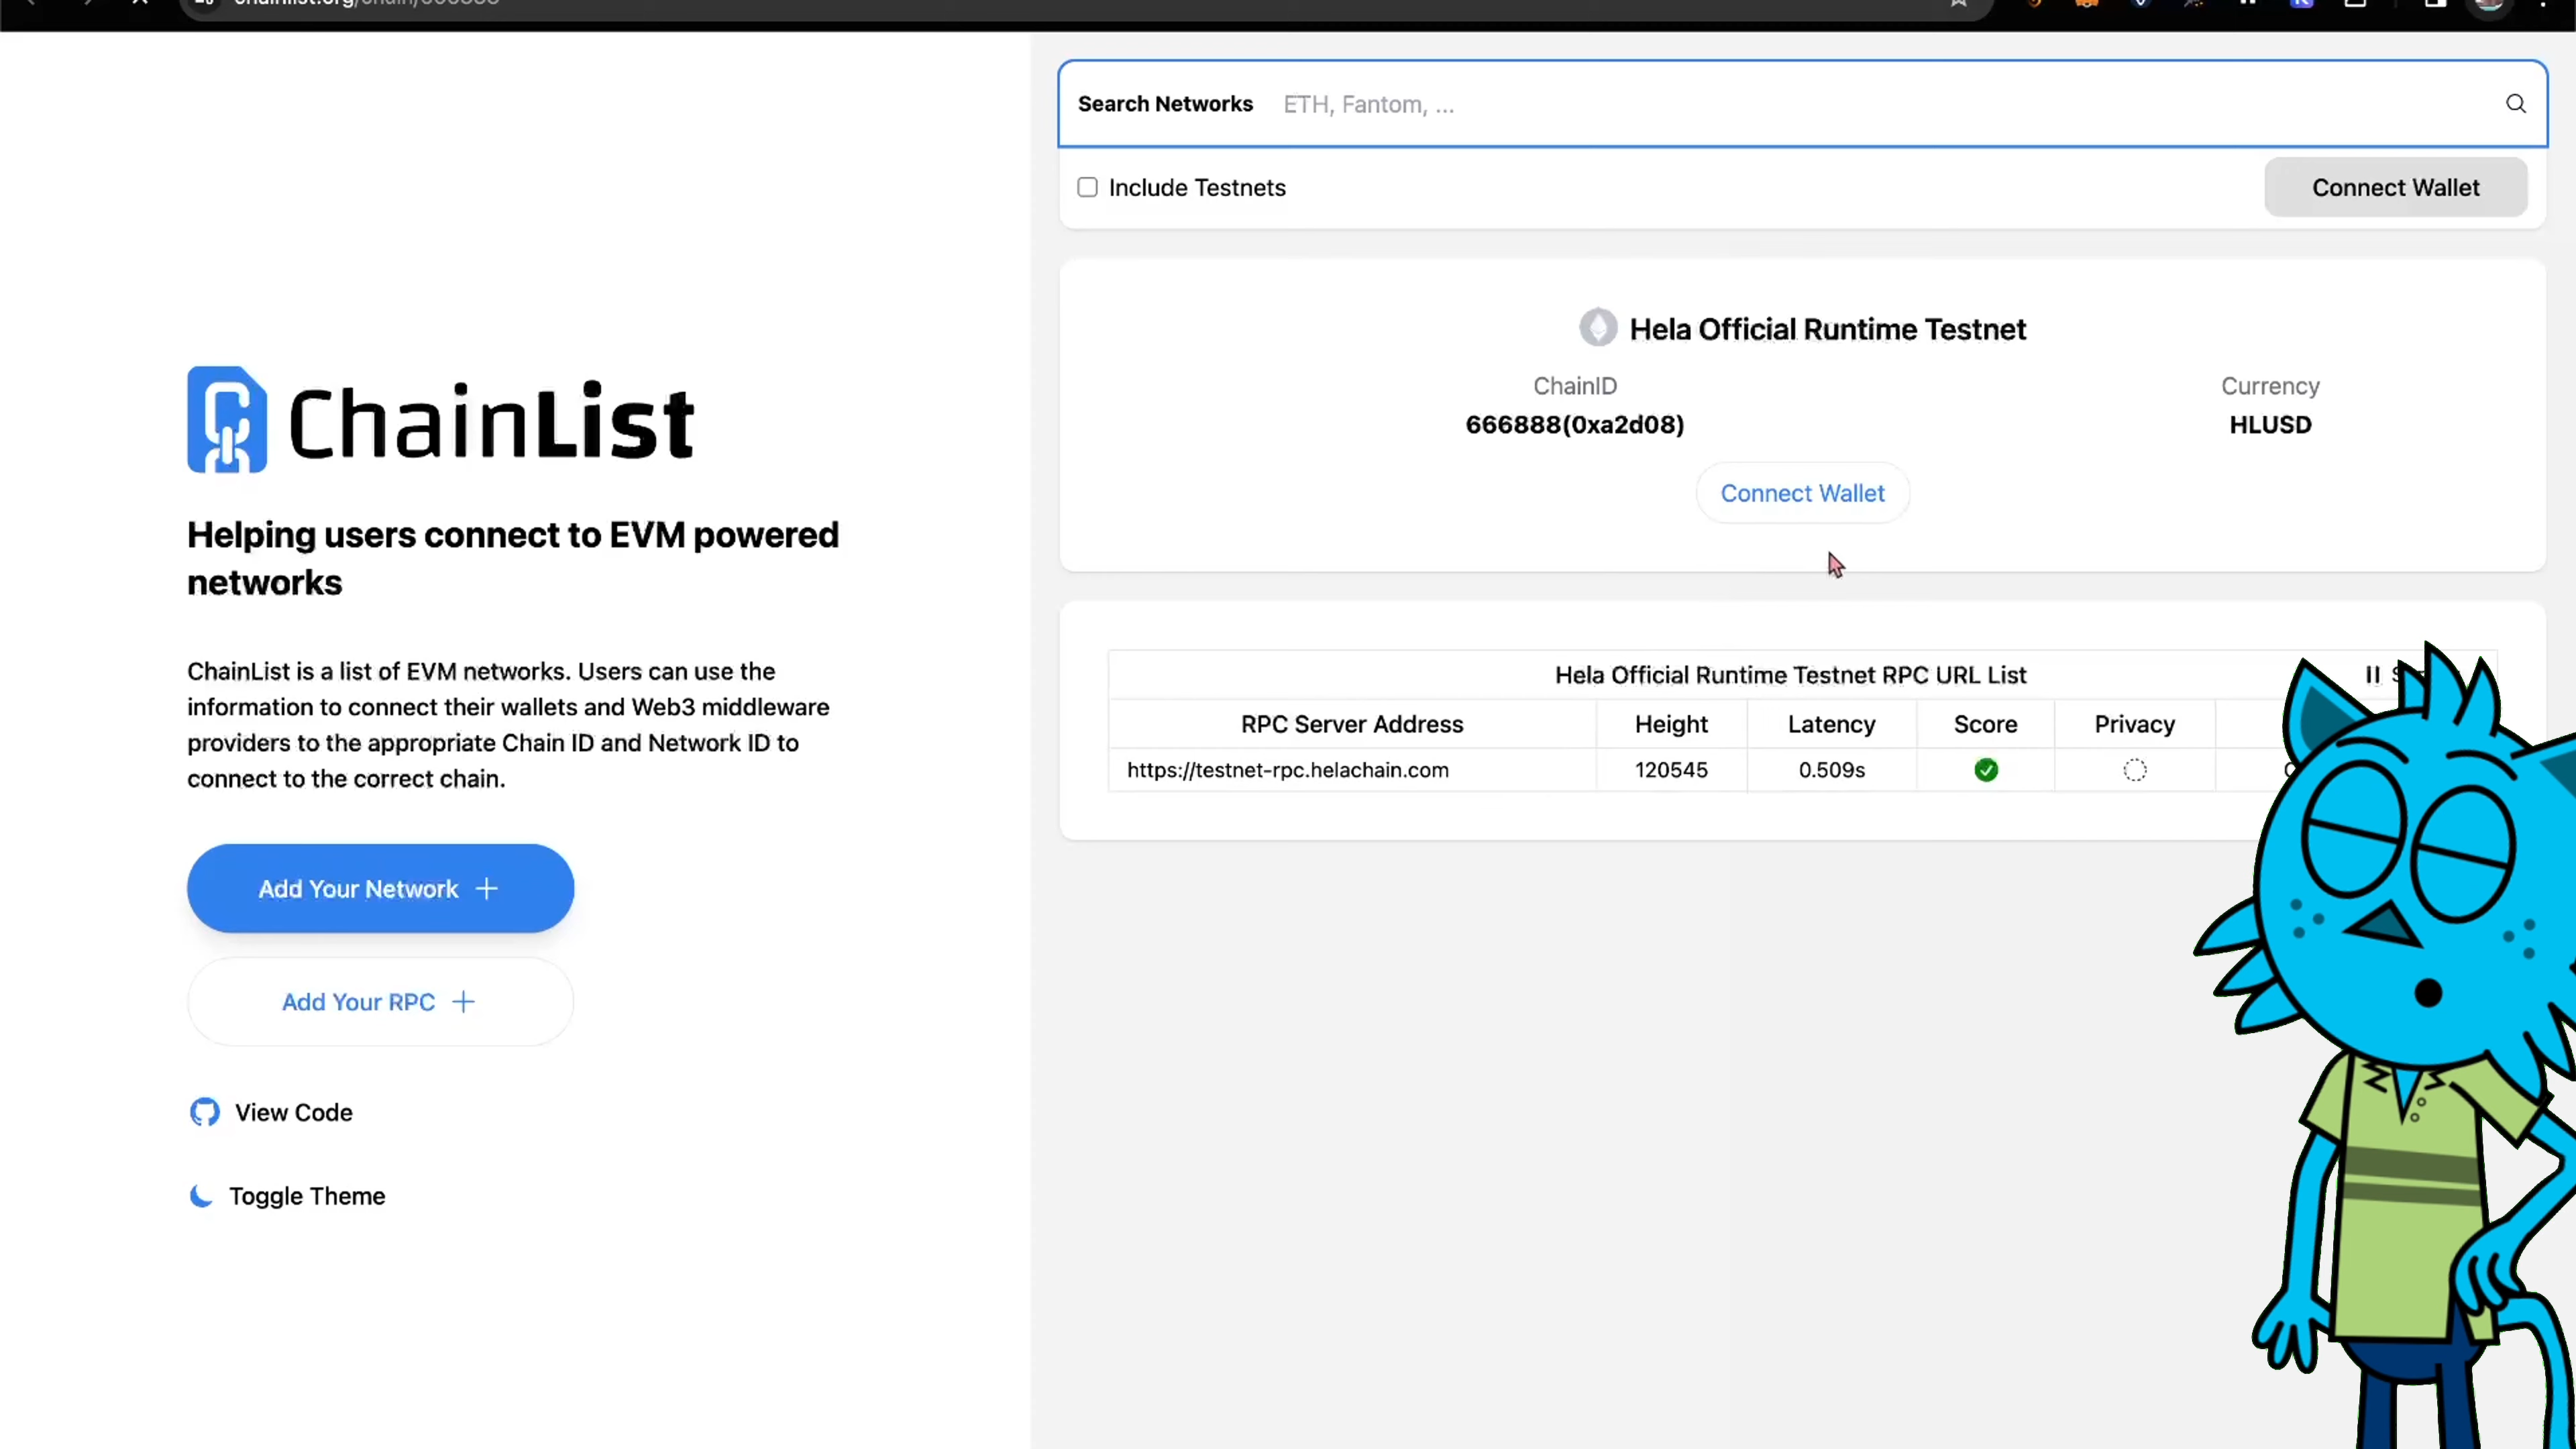 Search Networks ETH, Fantom, ...
Include Testnets
Connect Wallet
Hela Official Runtime Testnet
ChainID
666888(0xa2d08)
Currency
HLUSD
Connect Wallet
ChainList
Helping users connect to EVM powered
networks
ChainList is a list of EVM networks. Users can use the
information to connect their wallets and Web3 middleware
providers to the appropriate Chain ID and Network ID to
connect to the correct chain.
Add Your Network
Add Your RPC
View Code
Toggle Theme
Hela Official Runtime Testnet RPC URL List
RPC Server Address Height Latency Score Privacy
https://testnet-rpc.helachain.com 120545 0.509s